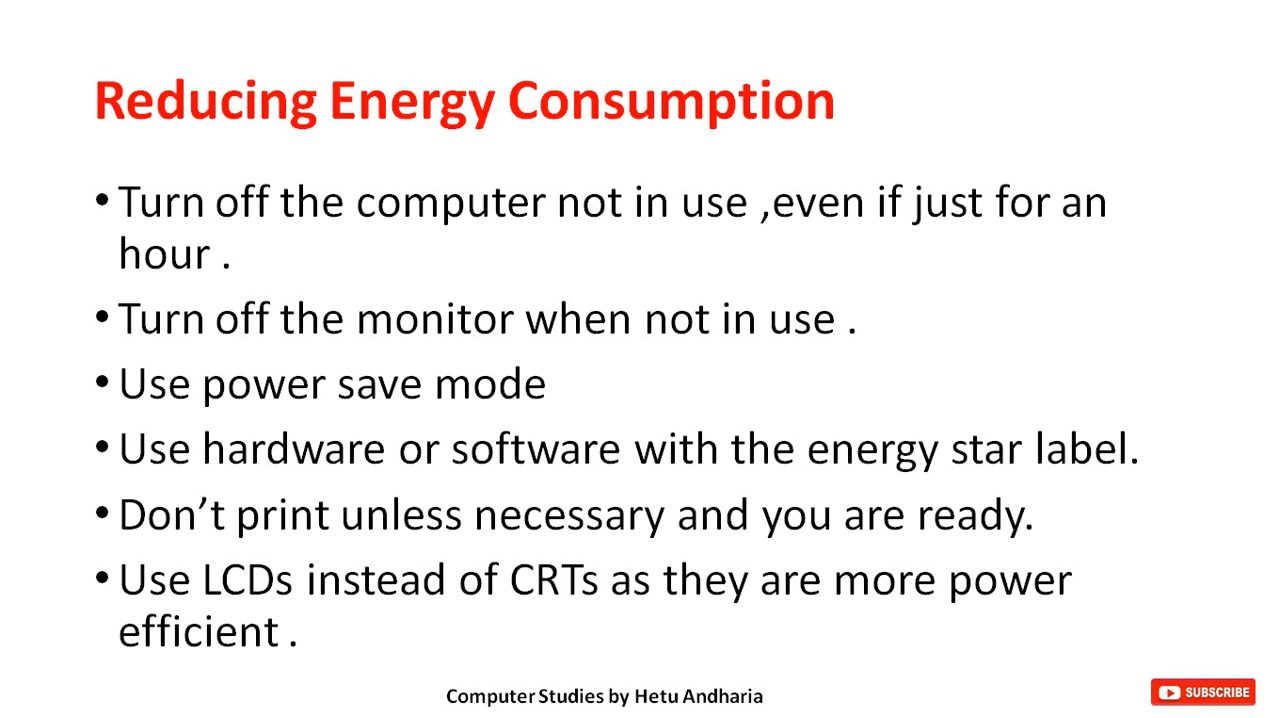 Reducing Energy Consumption
• Turn off the computer not in use ,even if just for an
hour .
• Turn off the monitor when not in use .
• Use power save mode
• Use hardware or software with the energy star label.
• Don’t print unless necessary and you are ready.
• Use LCDs instead of CRTs as they are more power
efficient .
Computer Studies by Hetu Andharia
SUBSCRIBE